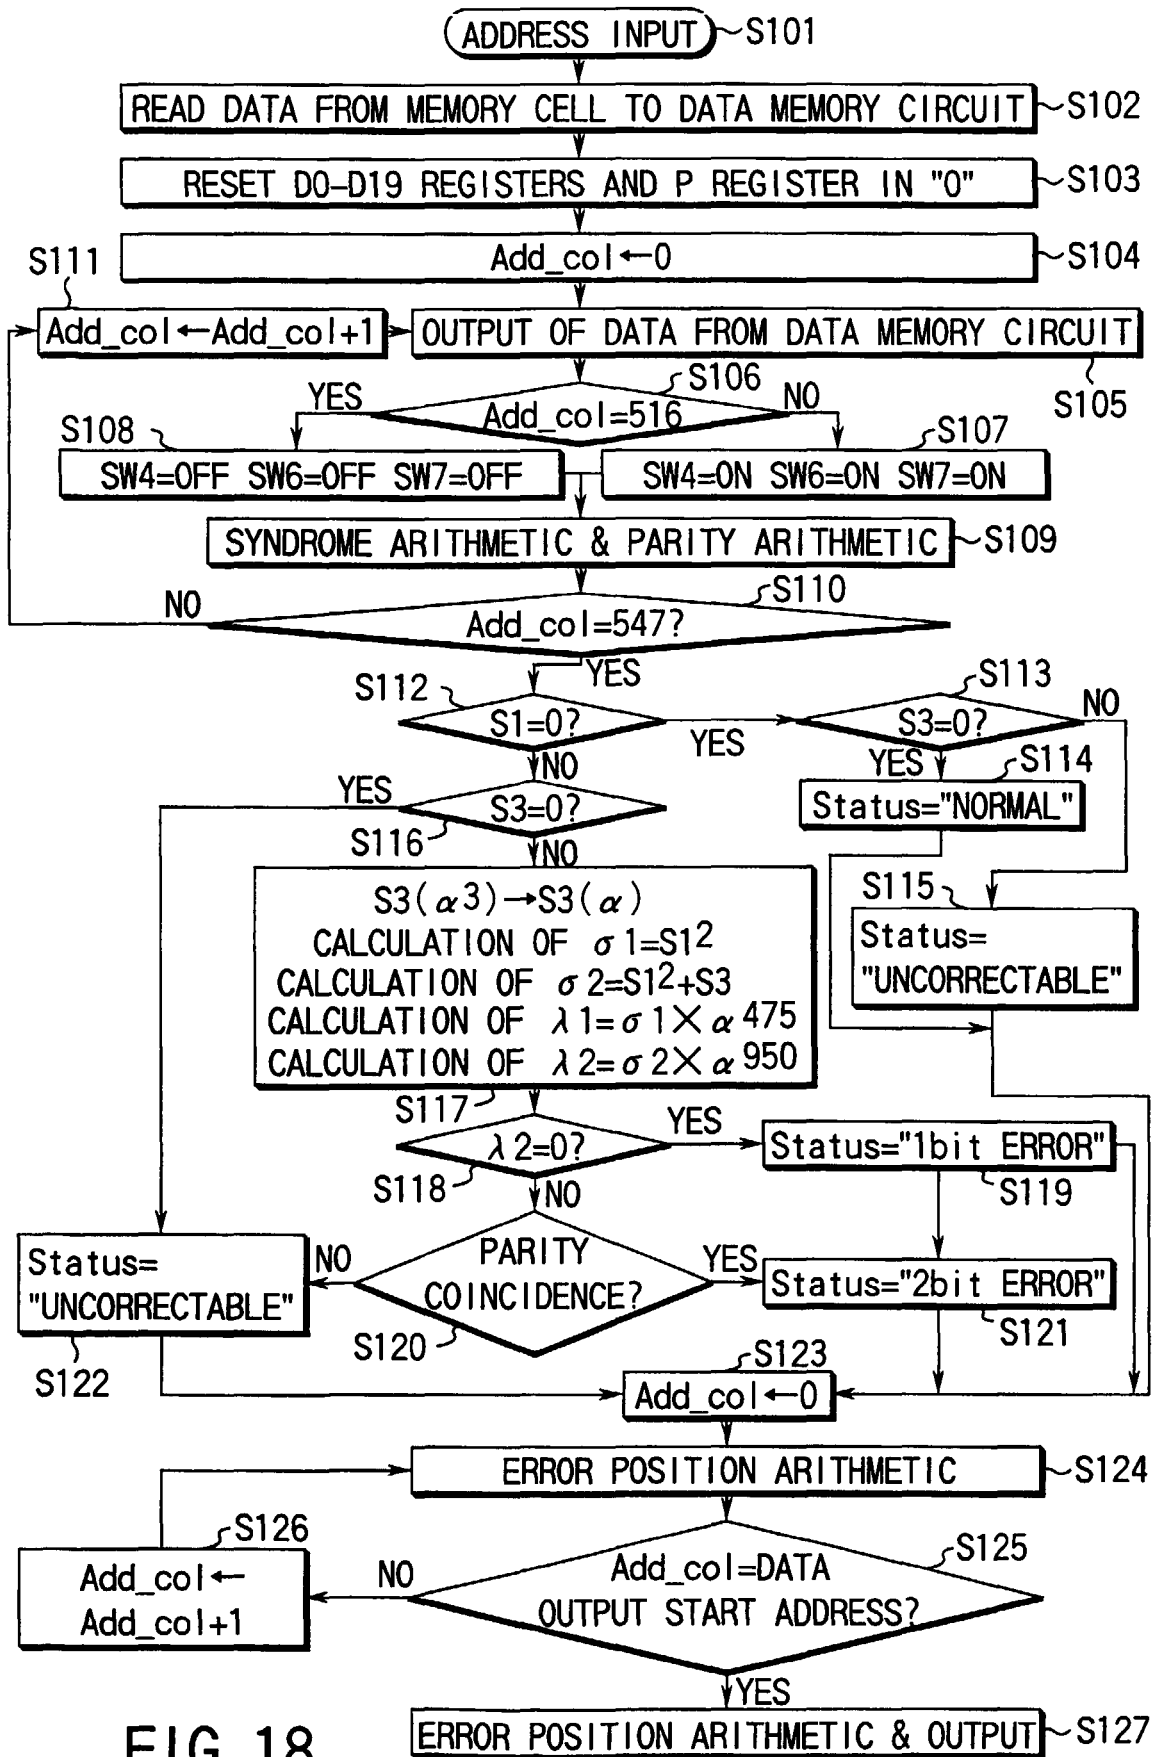 ADDRESS INPUT S101
READ DATA FROM MEMORY CELL TO DATA MEMORY CIRCUIT S102
RESET D0-D19 REGISTERS AND P REGISTER IN "0" S103
Add_col←0 S104
S111
Add_col←Add_col+1
OUTPUT OF DATA FROM DATA MEMORY CIRCUIT
S105
S106
YES
Add_col=516
NO
S108
SW4=OFF SW6=OFF SW7=OFF
S107
SW4=ON SW6=ON SW7=ON
SYNDROME ARITHMETIC & PARITY ARITHMETIC S109
S110
NO
Add_col=547?
YES
S112
S1=0?
YES
NO
S113
S3=0?
NO
YES
S114
Status="NORMAL"
YES
S3=0?
S116
NO
S115
Status=
"UNCORRECTABLE"
S3(α3)→S3(α)
CALCULATION OF σ1=S1²
CALCULATION OF σ2=S1²+S3
CALCULATION OF λ1=σ1×α475
CALCULATION OF λ2=σ2×α950
S117
λ2=0?
YES
S118
NO
Status="1bit ERROR"
S119
PARITY
COINCIDENCE?
NO
YES
S120
Status="2bit ERROR"
S121
Status=
"UNCORRECTABLE"
S122
S123
Add_col←0
ERROR POSITION ARITHMETIC S124
S126
Add_col←
Add_col+1
NO
S125
Add_col=DATA
OUTPUT START ADDRESS?
YES
ERROR POSITION ARITHMETIC & OUTPUT S127
FIG. 18